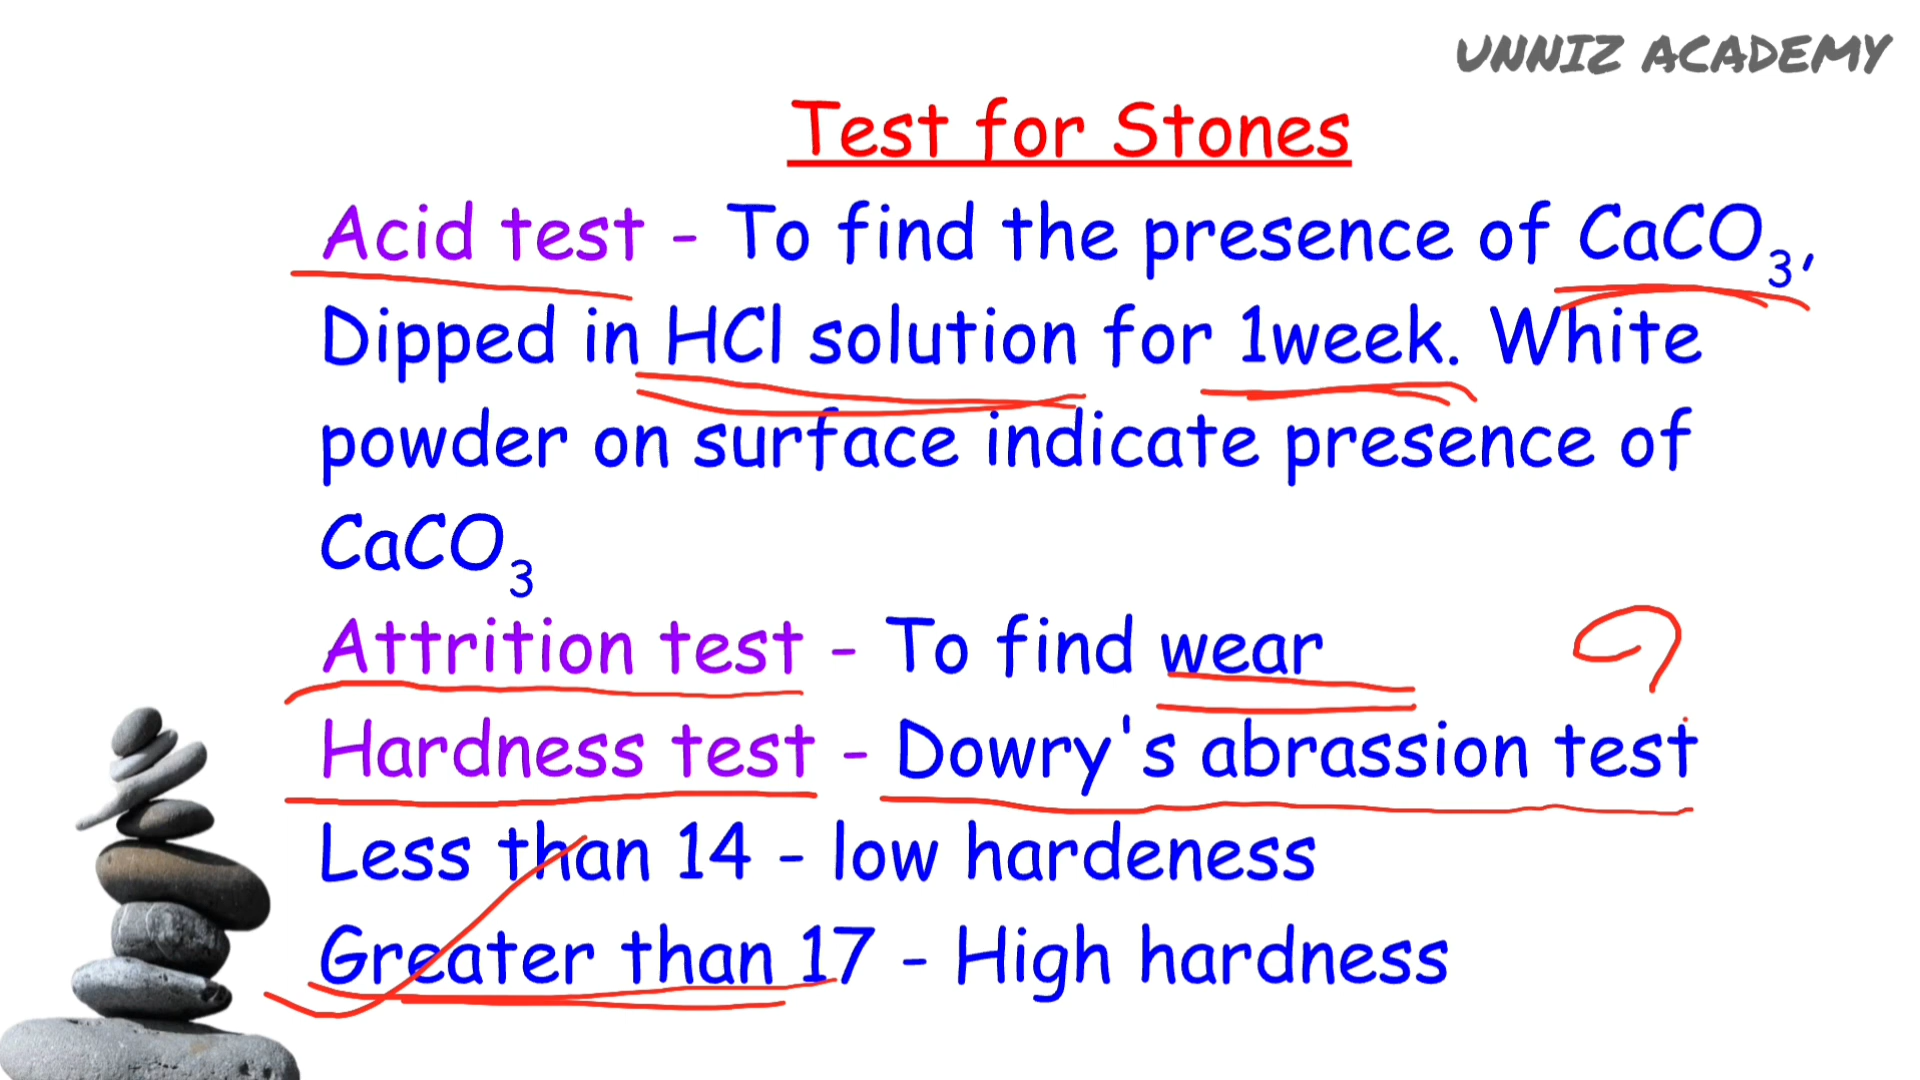 UNNIZ ACADEMY
Test for Stones
Acid test - To find the presence of CaCO₃,
Dipped in HCl solution for 1week. White
powder on surface indicate presence of
CaCO₃
Attrition test - To find wear
Hardness test - Dowry's abrassion test
Less than 14 - low hardeness
Greater than 17 - High hardness